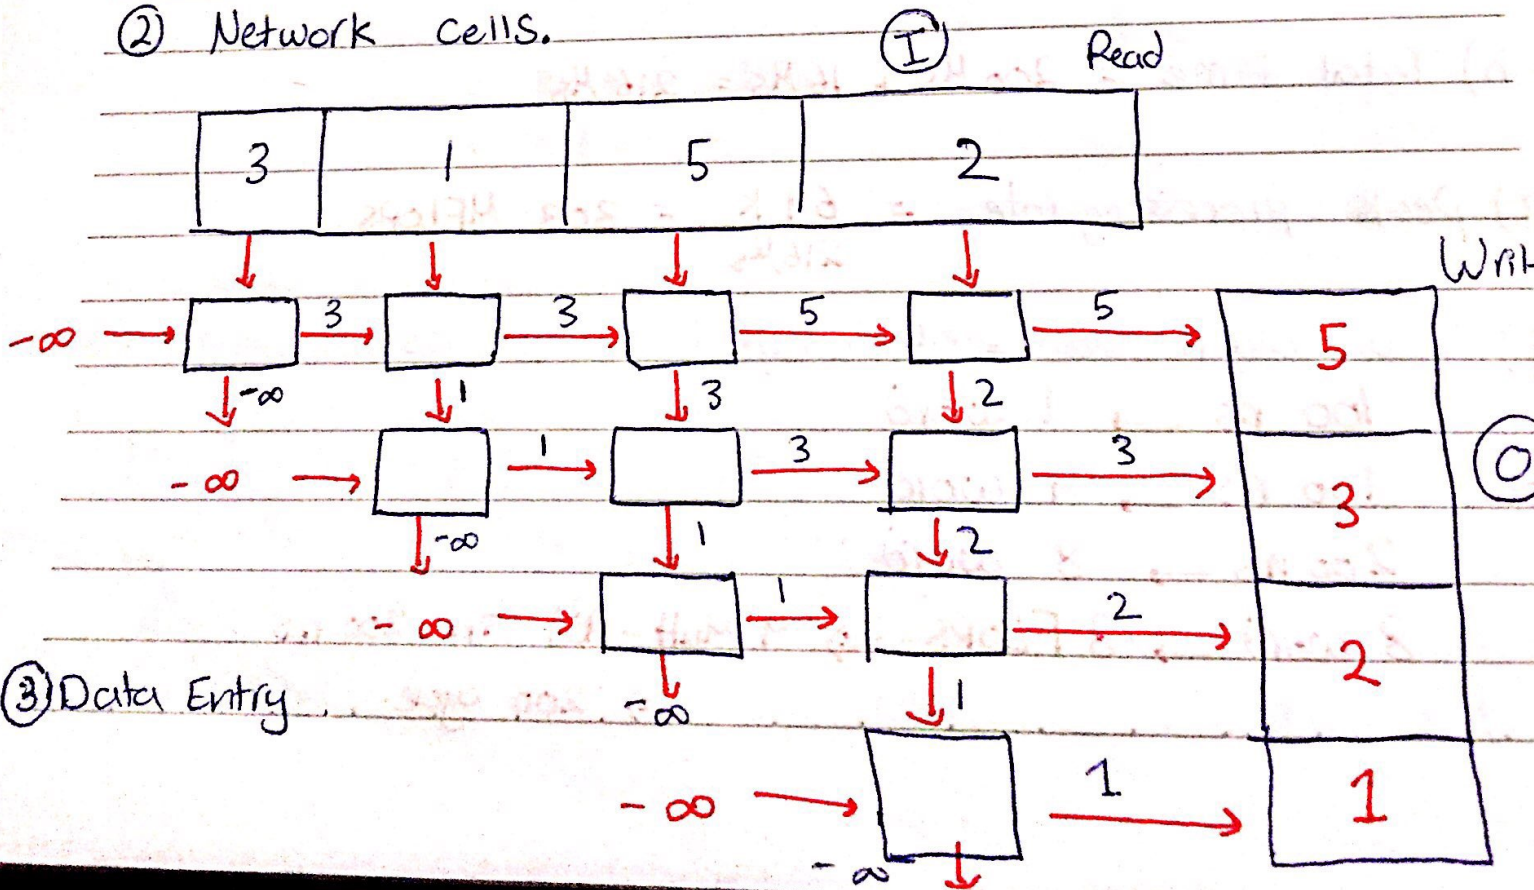 ② Network cells. Ⓘ Read
3 1 5 2
Writ
-∞ 3 3 5 5 5
-∞ 1 3 2
-∞ 1 3 3 3 O
-∞ 1 2
-∞ 1 2 2
③ Data Entry. -∞ 1
-∞ 1 1
-∞